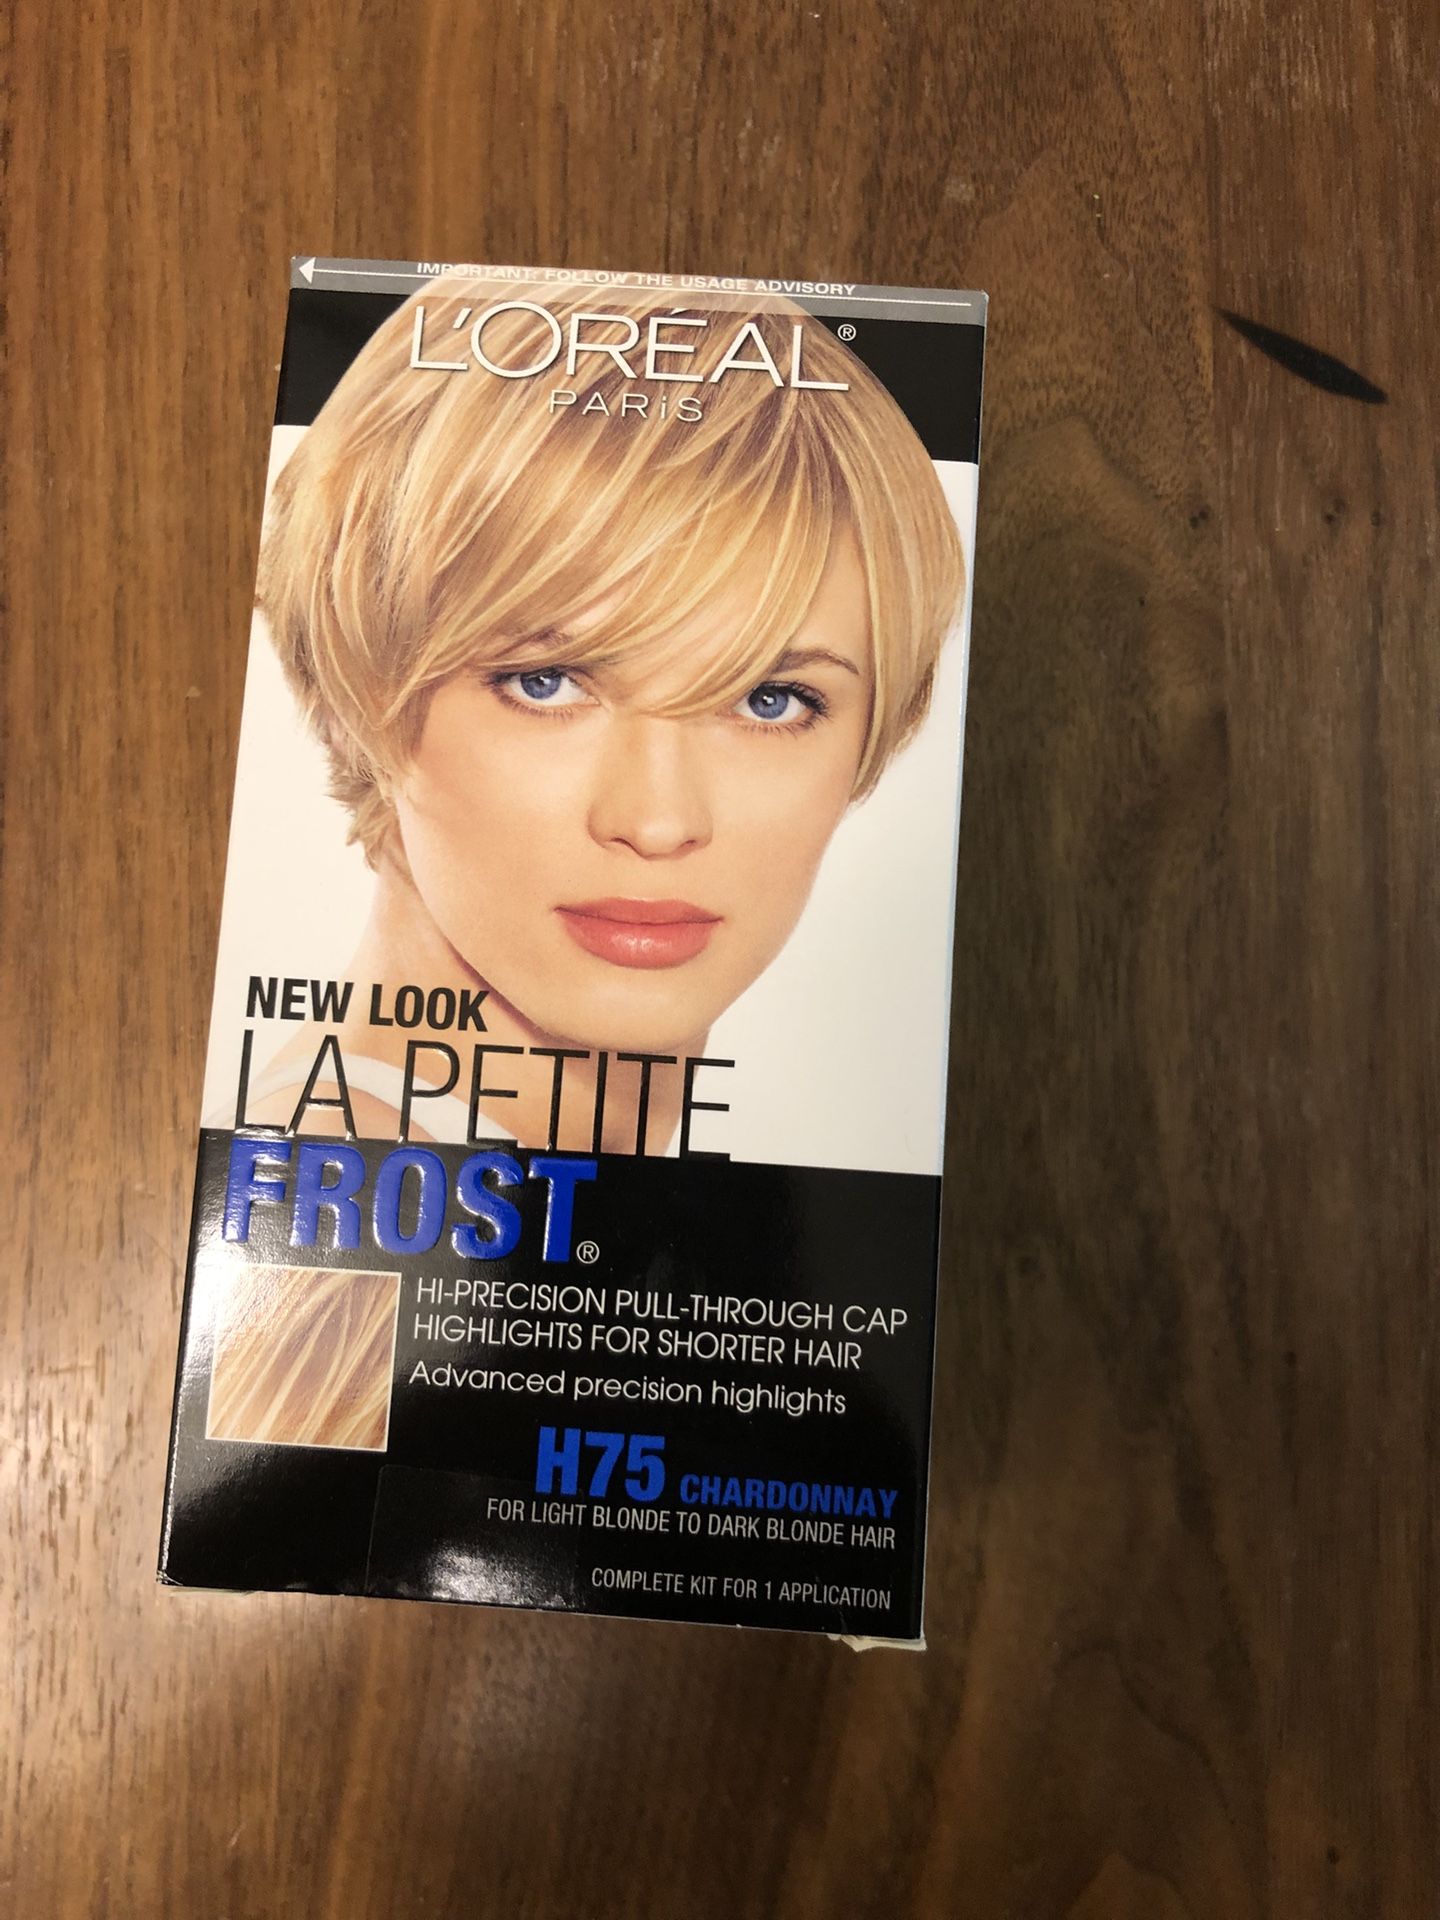 IMPORTANT: FOLLOW THE USAGE ADVISORY
L'ORÉAL®
PARiS
NEW LOOK
LA PETITE
FROST®
HI-PRECISION PULL-THROUGH CAP
HIGHLIGHTS FOR SHORTER HAIR
Advanced precision highlights
H75 CHARDONNAY
FOR LIGHT BLONDE TO DARK BLONDE HAIR
COMPLETE KIT FOR 1 APPLICATION